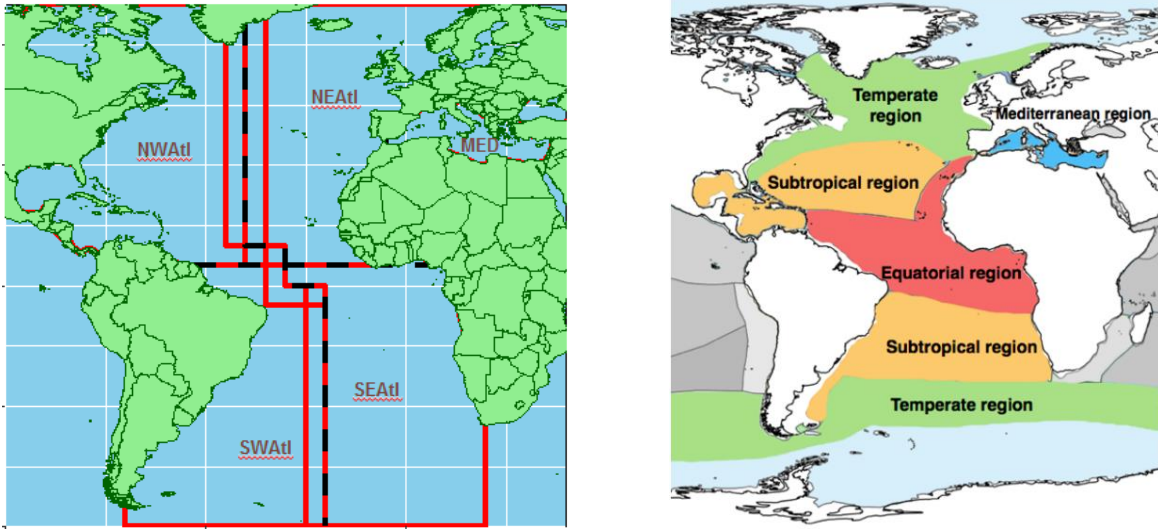 NEAtl
NWAtl
MED
SEAtl
SWAtl
Temperate
region
Mediterranean region
Subtropical region
Equatorial region
Subtropical region
Temperate region